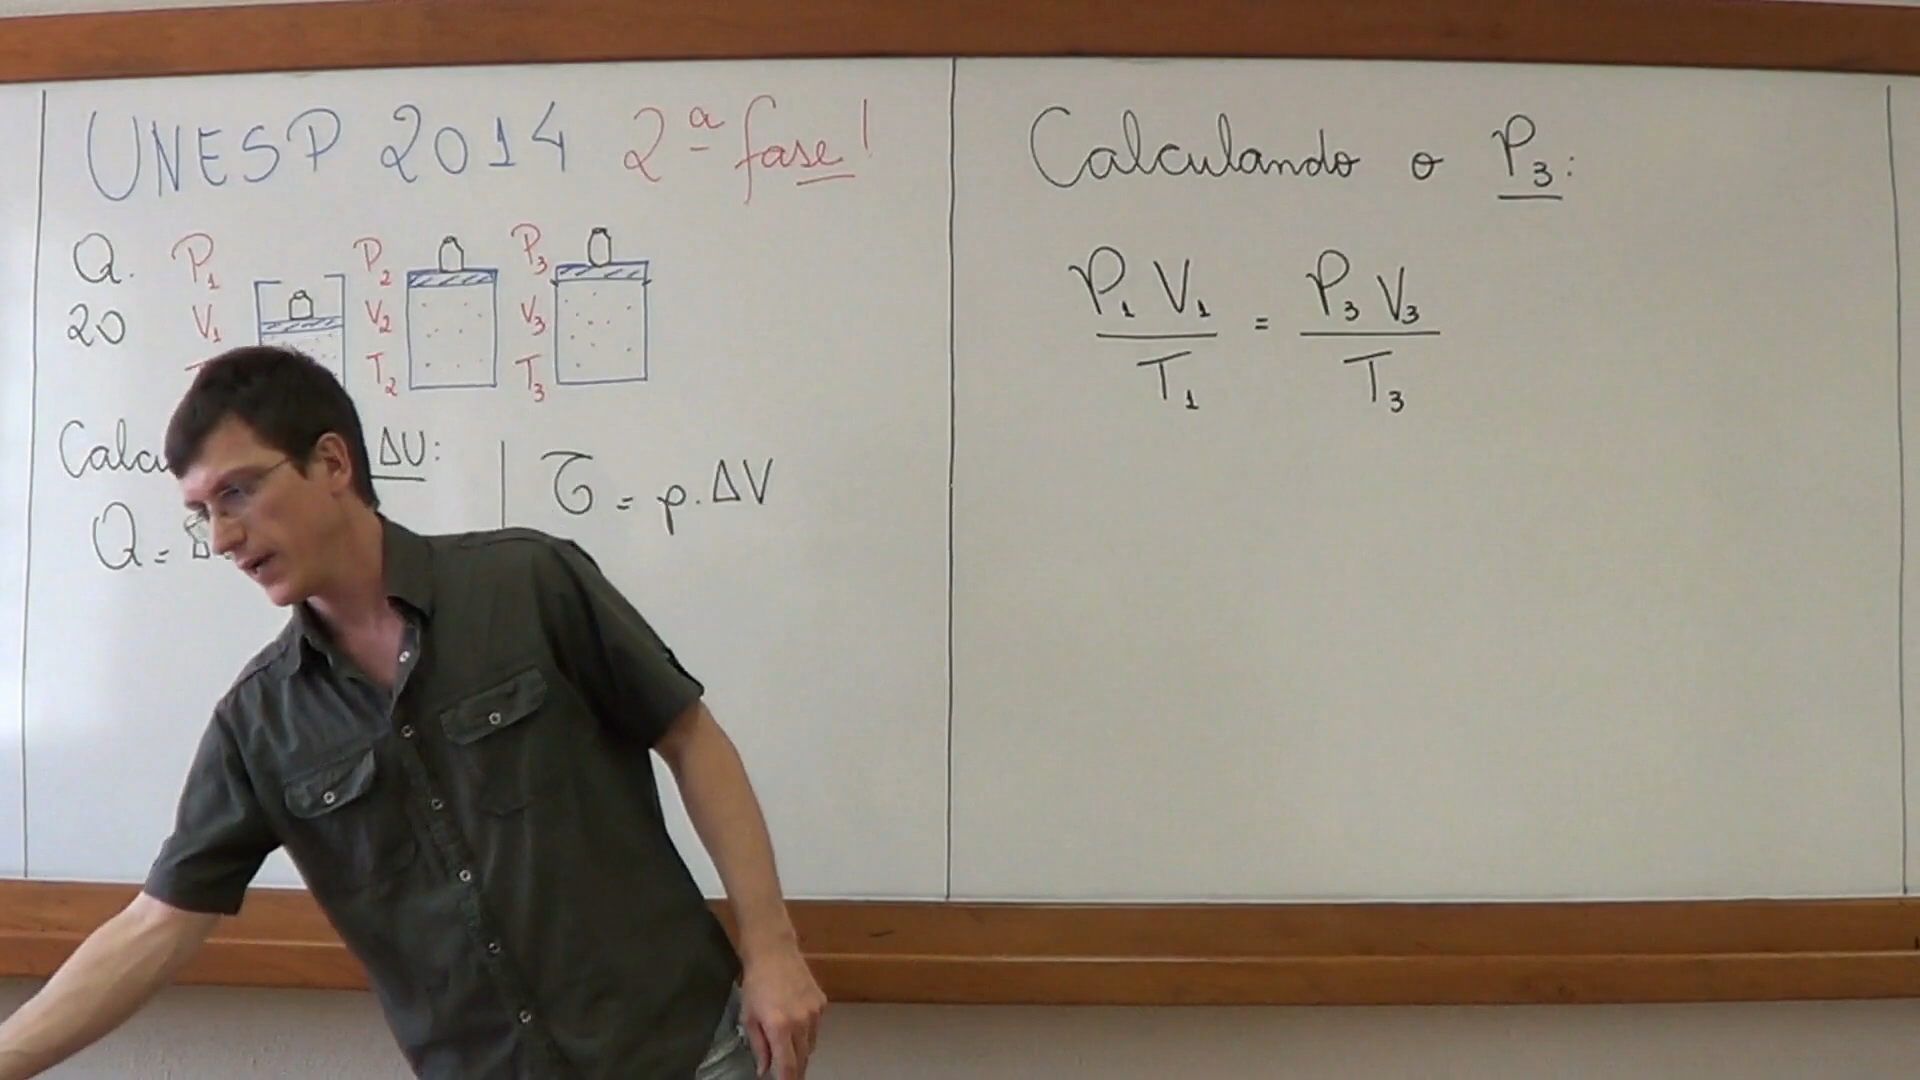 UNESP 2014 2ª fase!
Q. 20
P₁ V₁
P₂ V₂ T₂
P₃ V₃ T₃
ΔU:
Q =
τ = p.ΔV
Calculando o P₃:
P₁ V₁ / T₁ = P₃ V₃ / T₃